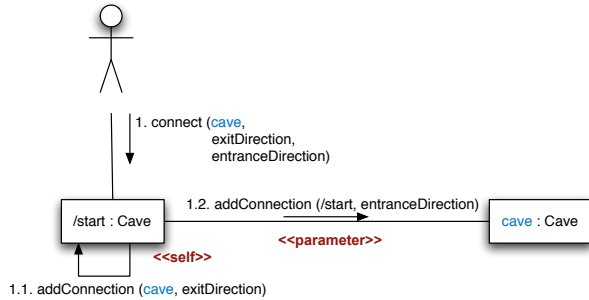 1. connect (cave,
exitDirection,
entranceDirection)
1.2. addConnection (/start, entranceDirection)
/start : Cave
cave : Cave
<<parameter>>
<<self>>
1.1. addConnection (cave, exitDirection)